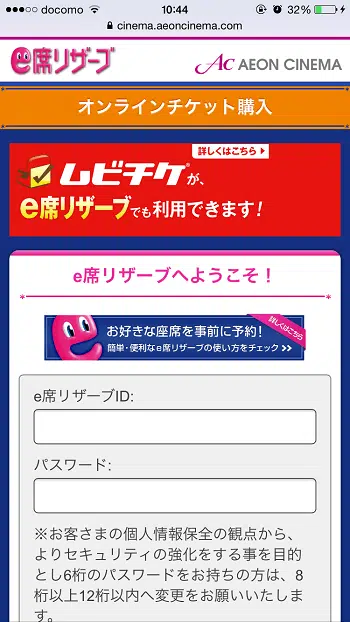 docomo 10:44 32%
cinema.aeoncinema.com
e席リザーブ AC AEON CINEMA
オンラインチケット購入
詳しくはこちら
ムビチケが、
e席リザーブでも利用できます!
e席リザーブへようこそ！
お好きな座席を事前に予約！
詳しくはこちら
簡単・便利なe席リザーブの使い方をチェック >>
e席リザーブID:
パスワード:
※お客さまの個人情報保全の観点から、
よりセキュリティの強化をする事を目的
とし6桁のパスワードをお持ちの方は、8
桁以上12桁以内へ変更をお願いいたしま
す。